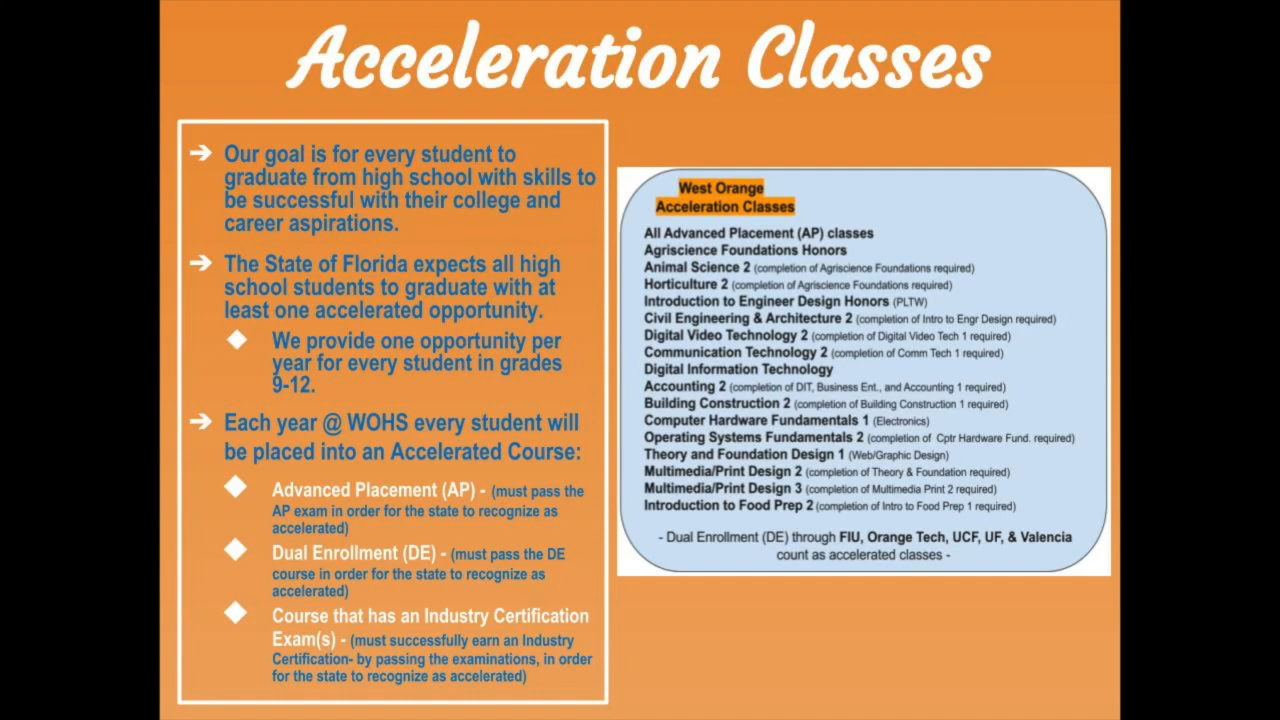 Acceleration Classes
➔ Our goal is for every student to
graduate from high school with skills to
be successful with their college and
career aspirations.
➔ The State of Florida expects all high
school students to graduate with at
least one accelerated opportunity.
◆ We provide one opportunity per
year for every student in grades
9-12.
➔ Each year @ WOHS every student will
be placed into an Accelerated Course:
◆ Advanced Placement (AP) - (must pass the
AP exam in order for the state to recognize as
accelerated)
◆ Dual Enrollment (DE) - (must pass the DE
course in order for the state to recognize as
accelerated)
◆ Course that has an Industry Certification
Exam(s) - (must successfully earn an Industry
Certification- by passing the examinations, in order
for the state to recognize as accelerated)
West Orange
Acceleration Classes
All Advanced Placement (AP) classes
Agriscience Foundations Honors
Animal Science 2 (completion of Agriscience Foundations required)
Horticulture 2 (completion of Agriscience Foundations required)
Introduction to Engineer Design Honors (PLTW)
Civil Engineering & Architecture 2 (completion of Intro to Engr Design required)
Digital Video Technology 2 (completion of Digital Video Tech 1 required)
Communication Technology 2 (completion of Comm Tech 1 required)
Digital Information Technology
Accounting 2 (completion of DIT, Business Ent., and Accounting 1 required)
Building Construction 2 (completion of Building Construction 1 required)
Computer Hardware Fundamentals 1 (Electronics)
Operating Systems Fundamentals 2 (completion of Cptr Hardware Fund. required)
Theory and Foundation Design 1 (Web/Graphic Design)
Multimedia/Print Design 2 (completion of Theory & Foundation required)
Multimedia/Print Design 3 (completion of Multimedia Print 2 required)
Introduction to Food Prep 2 (completion of Intro to Food Prep 1 required)
- Dual Enrollment (DE) through FIU, Orange Tech, UCF, UF, & Valencia
count as accelerated classes -